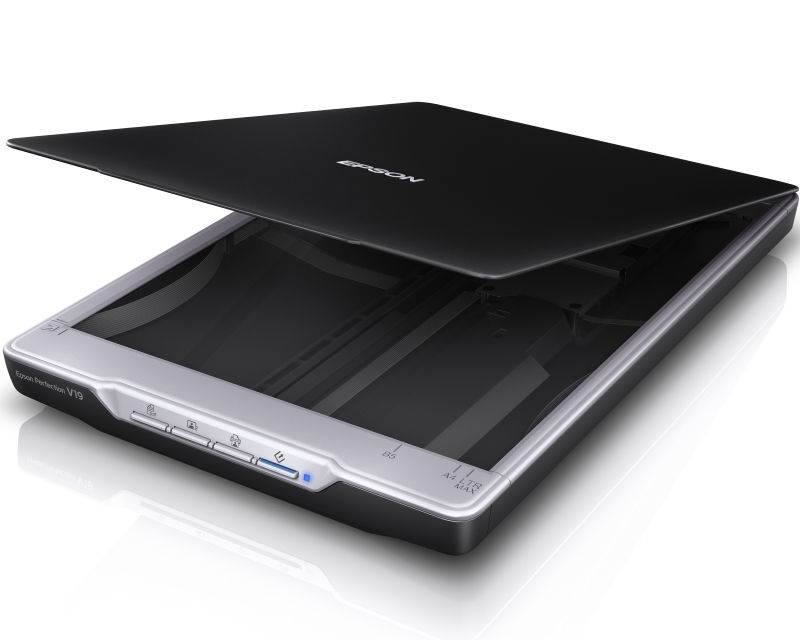 EPSON
Epson Perfection V19
B5
A4 LTR
MAX